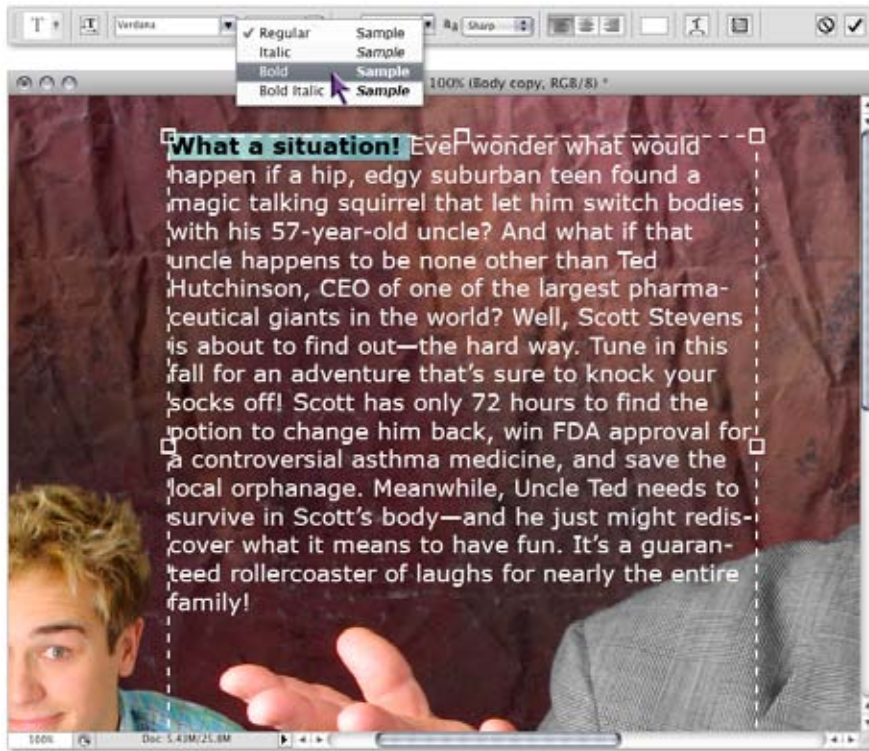 T
T
Verdana
✓ Regular Sample
Italic Sample
Bold Sample
Bold Italic Sample
aa Sharp
100% (Body copy, RGB/8) *
What a situation! Ever wonder what would
happen if a hip, edgy suburban teen found a
magic talking squirrel that let him switch bodies
with his 57-year-old uncle? And what if that
uncle happens to be none other than Ted
Hutchinson, CEO of one of the largest pharma-
ceutical giants in the world? Well, Scott Stevens
is about to find out—the hard way. Tune in this
fall for an adventure that’s sure to knock your
socks off! Scott has only 72 hours to find the
potion to change him back, win FDA approval for
a controversial asthma medicine, and save the
local orphanage. Meanwhile, Uncle Ted needs to
survive in Scott’s body—and he just might redis-
cover what it means to have fun. It’s a guaran-
teed rollercoaster of laughs for nearly the entire
family!
100% Doc: 5.43M/25.8M